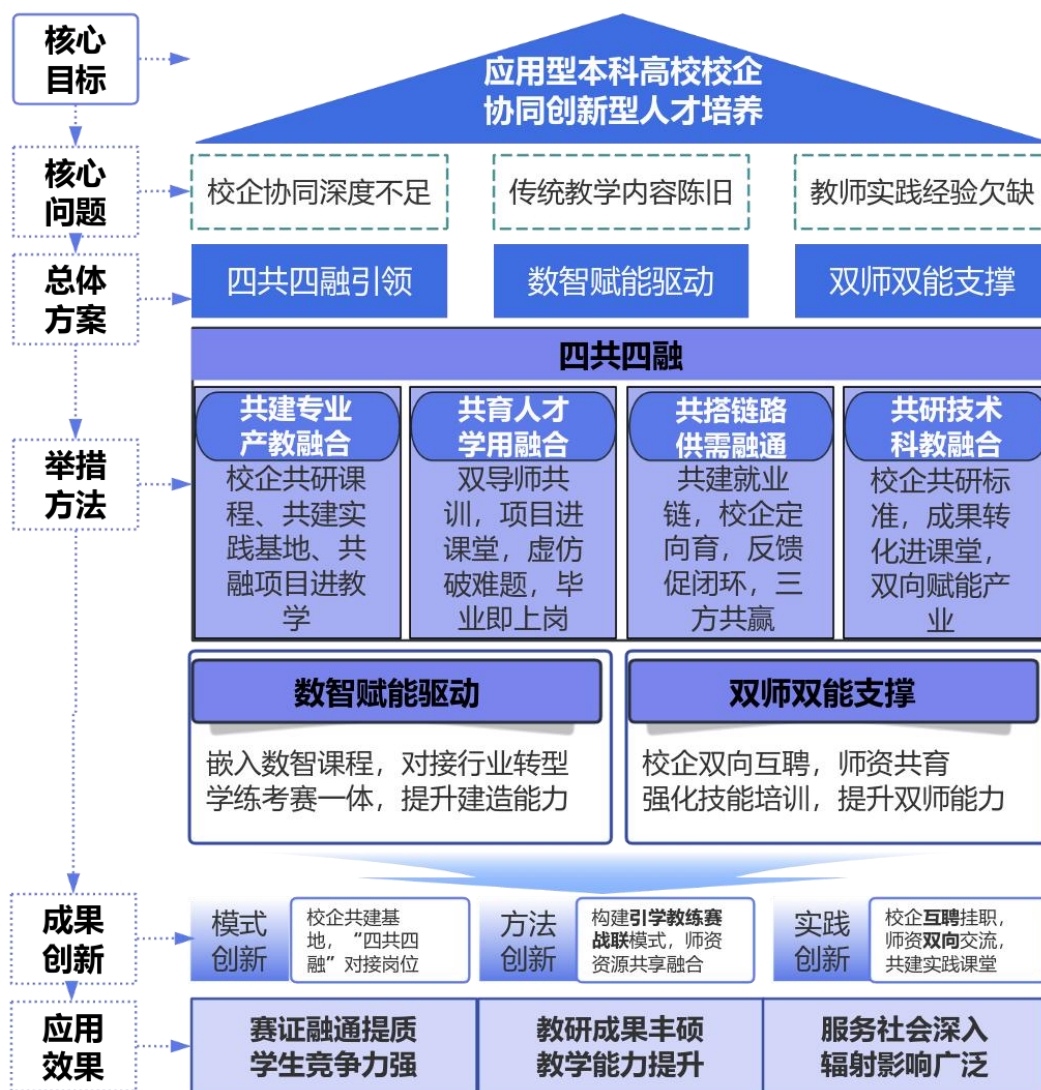 核心
目标
应用型本科高校校企
协同创新型人才培养
核心
问题
校企协同深度不足
传统教学内容陈旧
教师实践经验欠缺
总体
方案
四共四融引领
数智赋能驱动
双师双能支撑
举措
方法
四共四融
共建专业
产教融合
校企共研课
程、共建实
践基地、共
融项目进教
学
共育人才
学用融合
双导师共
训，项目进
课堂，虚仿
破难题，毕
业即上岗
共搭链路
供需融通
共建就业
链，校企定
向育，反馈
促闭环，三
方共赢
共研技术
科教融合
校企共研标
准，成果转
化进课堂，
双向赋能产
业
数智赋能驱动
嵌入数智课程，对接行业转型
学练考赛一体，提升建造能力
双师双能支撑
校企双向互聘，师资共育
强化技能培训，提升双师能力
成果
创新
模式
创新
校企共建基
地，“四共四
融”对接岗位
方法
创新
构建引学教练赛
战联模式，师资
资源共享融合
实践
创新
校企互聘挂职，
师资双向交流，
共建实践课堂
应用
效果
赛证融通提质
学生竞争力强
教研成果丰硕
教学能力提升
服务社会深入
辐射影响广泛